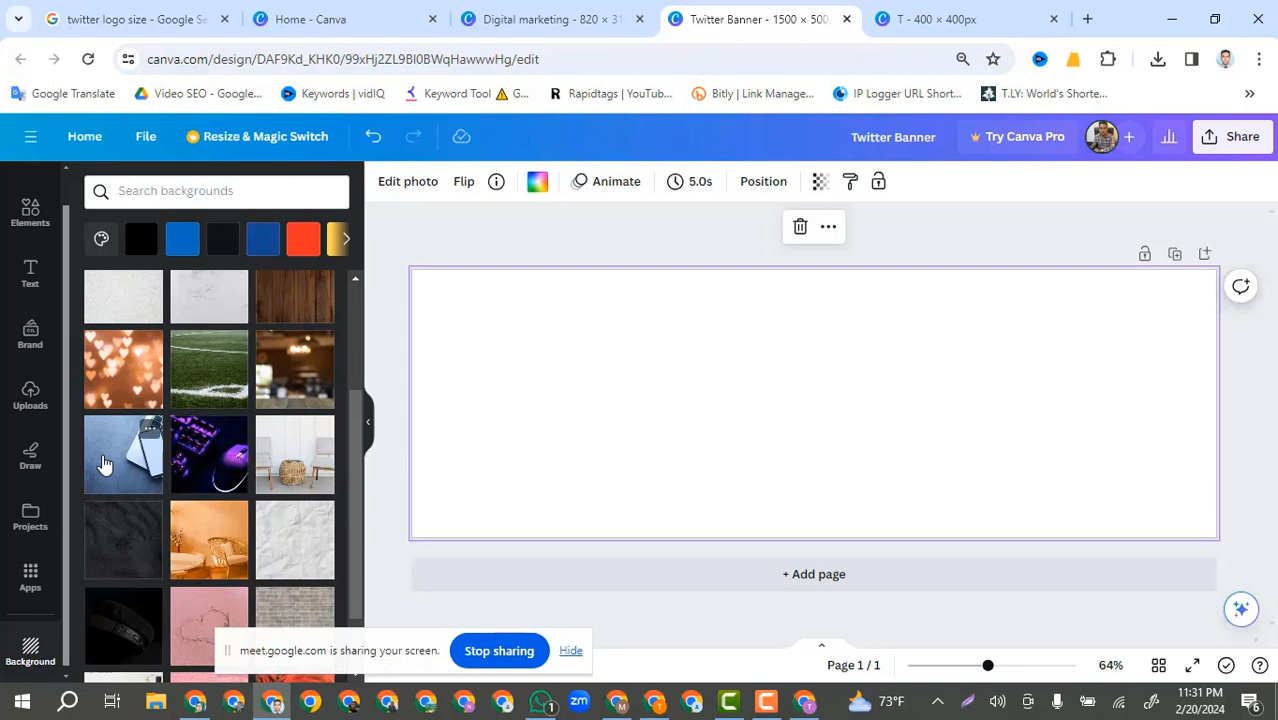 twitter logo size - Google Se
Home - Canva
Digital marketing - 820 × 31
Twitter Banner - 1500 × 500
T - 400 × 400px
canva.com/design/DAF9Kd_KHK0/99xHj2ZL9BI0BWqHawwwHg/edit
Google Translate
Video SEO - Google...
Keywords | vidIQ
Keyword Tool ⚠ G...
Rapidtags | YouTub...
Bitly | Link Manage...
IP Logger URL Short...
T.LY: World's Shorte...
Home
File
Resize & Magic Switch
Twitter Banner
Try Canva Pro
Share
Elements
Text
Brand
Uploads
Draw
Projects
Apps
Background
Search backgrounds
Edit photo
Flip
Animate
5.0s
Position
+ Add page
meet.google.com is sharing your screen.
Stop sharing
Hide
Page 1 / 1
64%
73°F
11:31 PM
2/20/2024